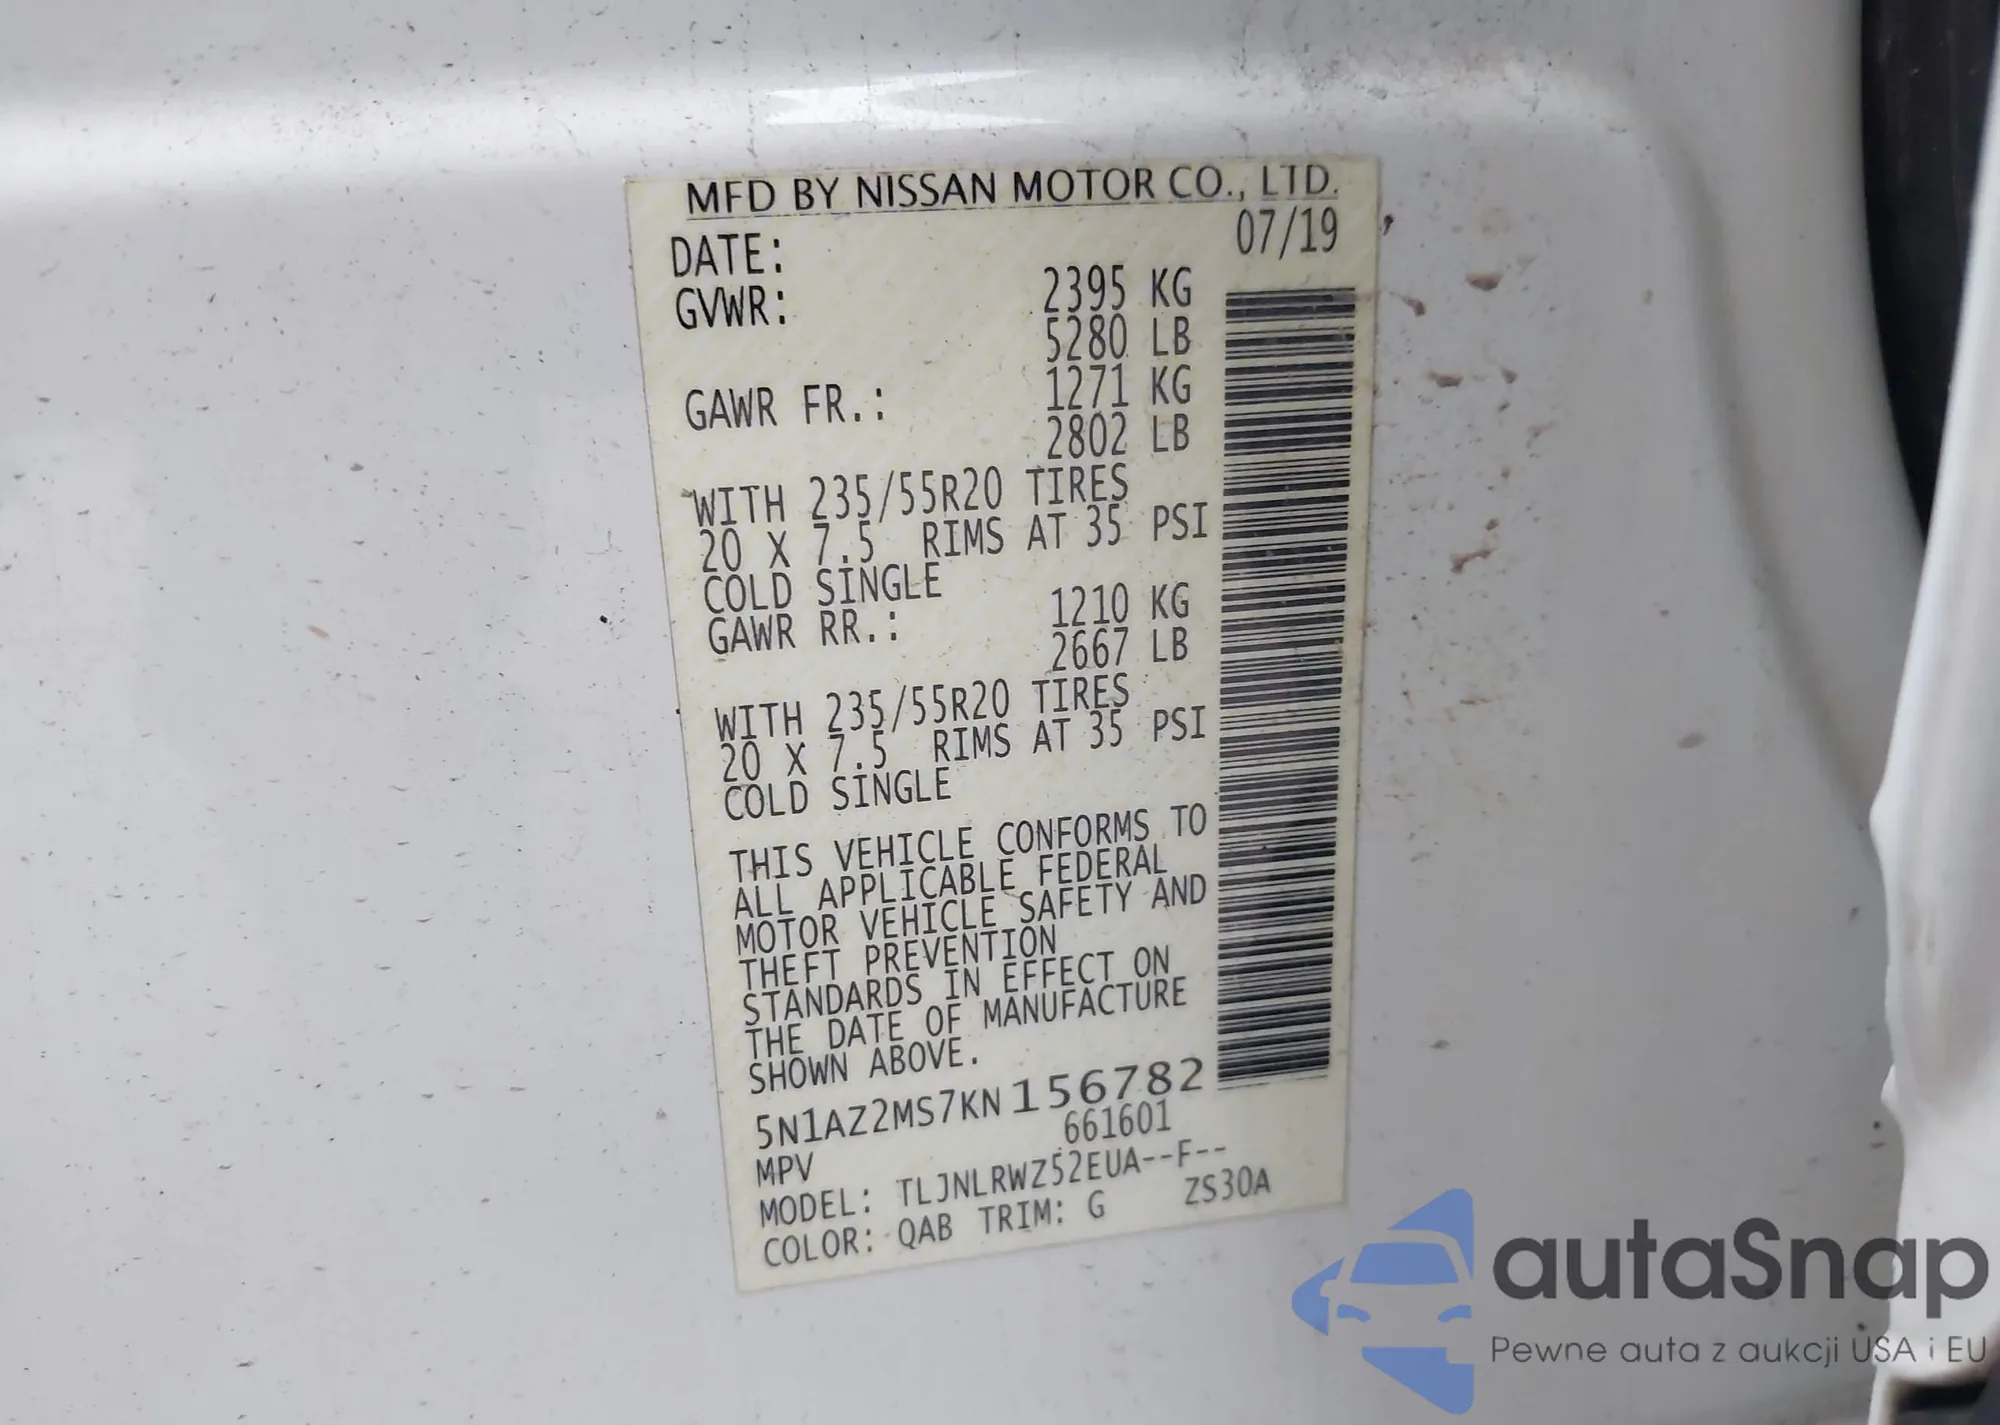 MFD BY NISSAN MOTOR CO., LTD.
DATE: 07/19
GVWR: 2395 KG
5280 LB
GAWR FR.: 1271 KG
2802 LB
WITH 235/55R20 TIRES
20 X 7.5 RIMS AT 35 PSI
COLD SINGLE
GAWR RR.: 1210 KG
2667 LB
WITH 235/55R20 TIRES
20 X 7.5 RIMS AT 35 PSI
COLD SINGLE
THIS VEHICLE CONFORMS TO
ALL APPLICABLE FEDERAL
MOTOR VEHICLE SAFETY AND
THEFT PREVENTION
STANDARDS IN EFFECT ON
THE DATE OF MANUFACTURE
SHOWN ABOVE.
5N1AZ2MS7KN156782
661601
MPV
MODEL: TLJNLRWZ52EUA--F--
COLOR: QAB TRIM: G ZS30A
autaSnap
Pewne auta z aukcji USA i EU